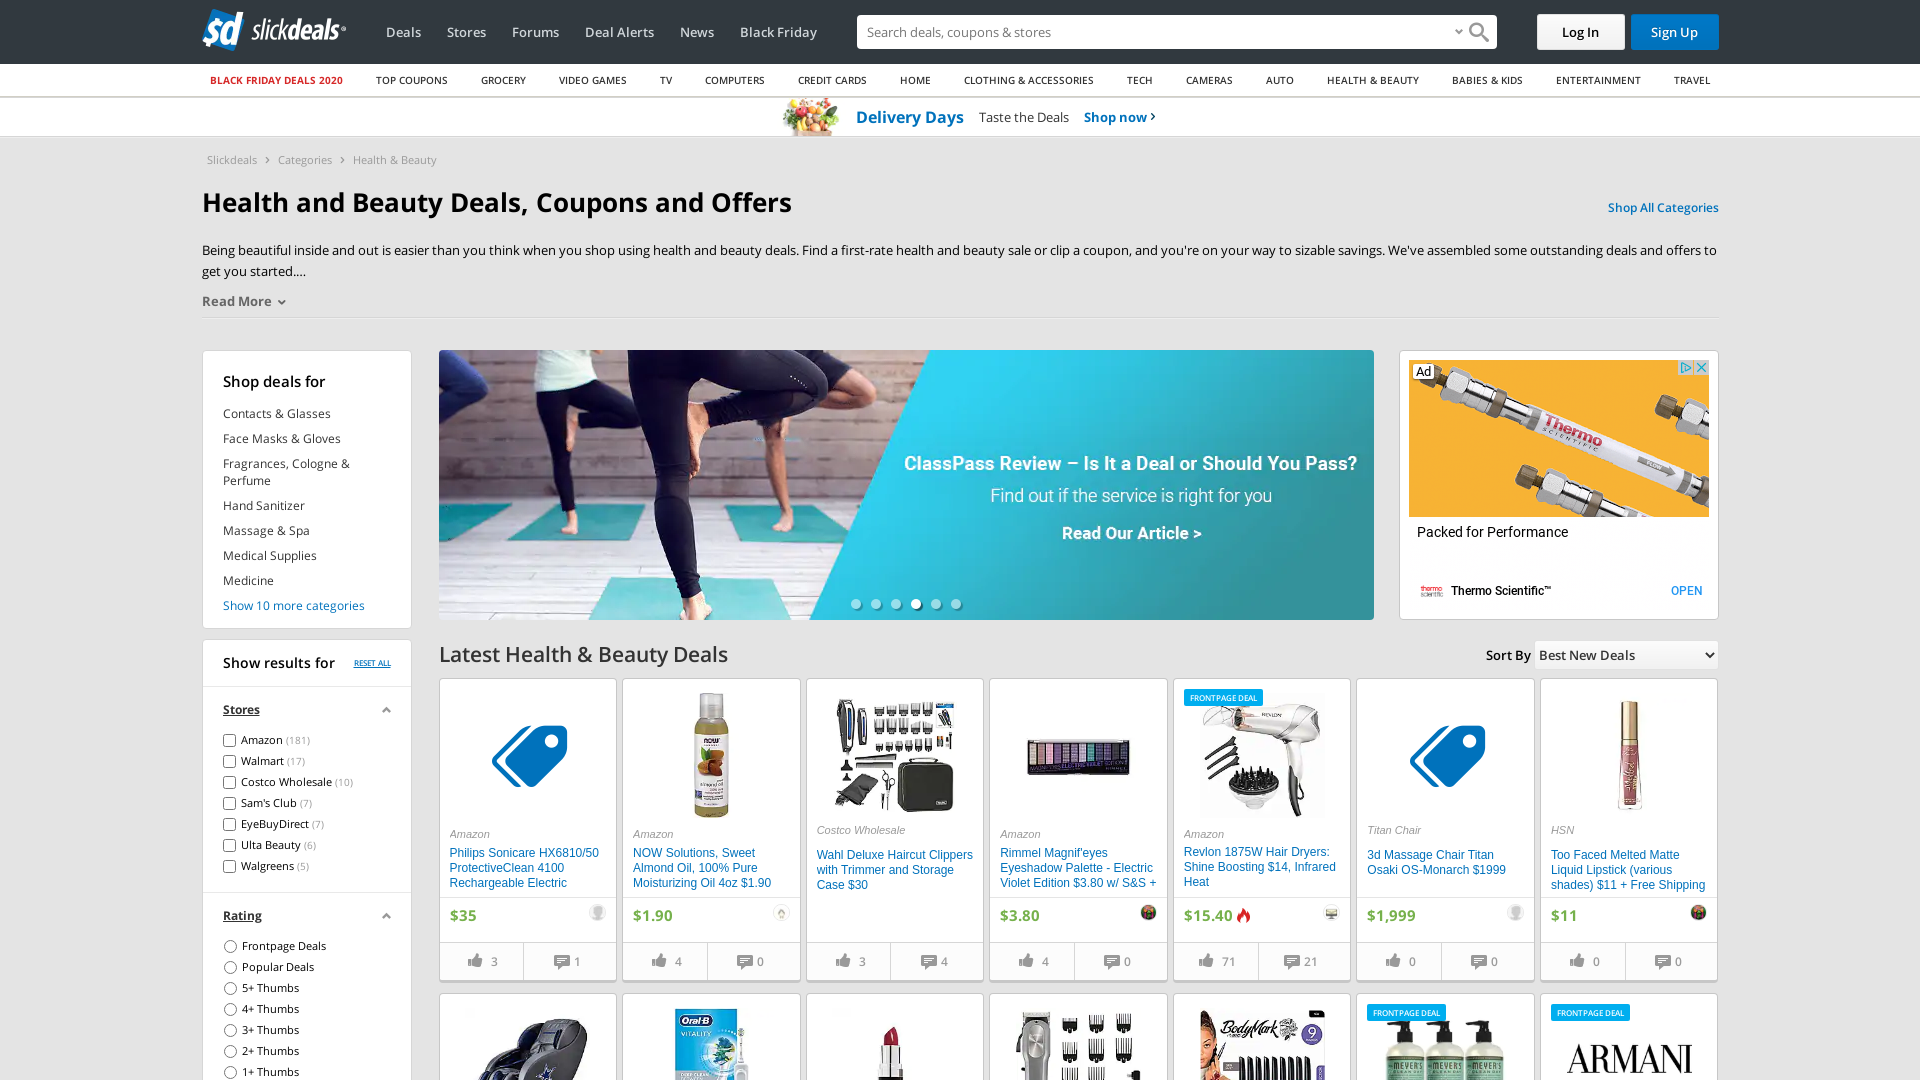 slickdeals
Deals
Stores
Forums
Deal Alerts
News
Black Friday
Search deals, coupons & stores
Log In
Sign Up
BLACK FRIDAY DEALS 2020
TOP COUPONS
GROCERY
VIDEO GAMES
TV
COMPUTERS
CREDIT CARDS
HOME
CLOTHING & ACCESSORIES
TECH
CAMERAS
AUTO
HEALTH & BEAUTY
BABIES & KIDS
ENTERTAINMENT
TRAVEL
Delivery Days Taste the Deals Shop now
Slickdeals > Categories > Health & Beauty
Health and Beauty Deals, Coupons and Offers
Shop All Categories
Being beautiful inside and out is easier than you think when you shop using health and beauty deals. Find a first-rate health and beauty sale or clip a coupon, and you're on your way to sizable savings. We've assembled some outstanding deals and offers to
get you started....
Read More
Shop deals for
Contacts & Glasses
Face Masks & Gloves
Fragrances, Cologne &
Perfume
Hand Sanitizer
Massage & Spa
Medical Supplies
Medicine
Show 10 more categories
Show results for
RESET ALL
Stores
Amazon (181)
Walmart (17)
Costco Wholesale (10)
Sam's Club (7)
EyeBuyDirect (7)
Ulta Beauty (6)
Walgreens (5)
Rating
Frontpage Deals
Popular Deals
5+ Thumbs
4+ Thumbs
3+ Thumbs
2+ Thumbs
1+ Thumbs
ClassPass Review – Is It a Deal or Should You Pass?
Find out if the service is right for you
Read Our Article >
Ad
Thermo
SCIENTIFIC
FLOW
Packed for Performance
thermo
scientific
Thermo Scientific™
OPEN
Latest Health & Beauty Deals
Sort By
Best New Deals
Amazon
Philips Sonicare HX6810/50
ProtectiveClean 4100
Rechargeable Electric
$35
3
1
now
almond oil
Amazon
NOW Solutions, Sweet
Almond Oil, 100% Pure
Moisturizing Oil 4oz $1.90
$1.90
4
0
Costco Wholesale
Wahl Deluxe Haircut Clippers
with Trimmer and Storage
Case $30
3
4
Amazon
Rimmel Magnif'eyes
Eyeshadow Palette - Electric
Violet Edition $3.80 w/ S&S +
$3.80
4
0
FRONTPAGE DEAL
REVLON
Amazon
Revlon 1875W Hair Dryers:
Shine Boosting $14, Infrared
Heat
$15.40
71
21
Titan Chair
3d Massage Chair Titan
Osaki OS-Monarch $1999
$1,999
0
0
HSN
Too Faced Melted Matte
Liquid Lipstick (various
shades) $11 + Free Shipping
$11
0
0
Oral-B
VITALITY
BodyMark
9
FRONTPAGE DEAL
MEYER'S
FRONTPAGE DEAL
ARMANI